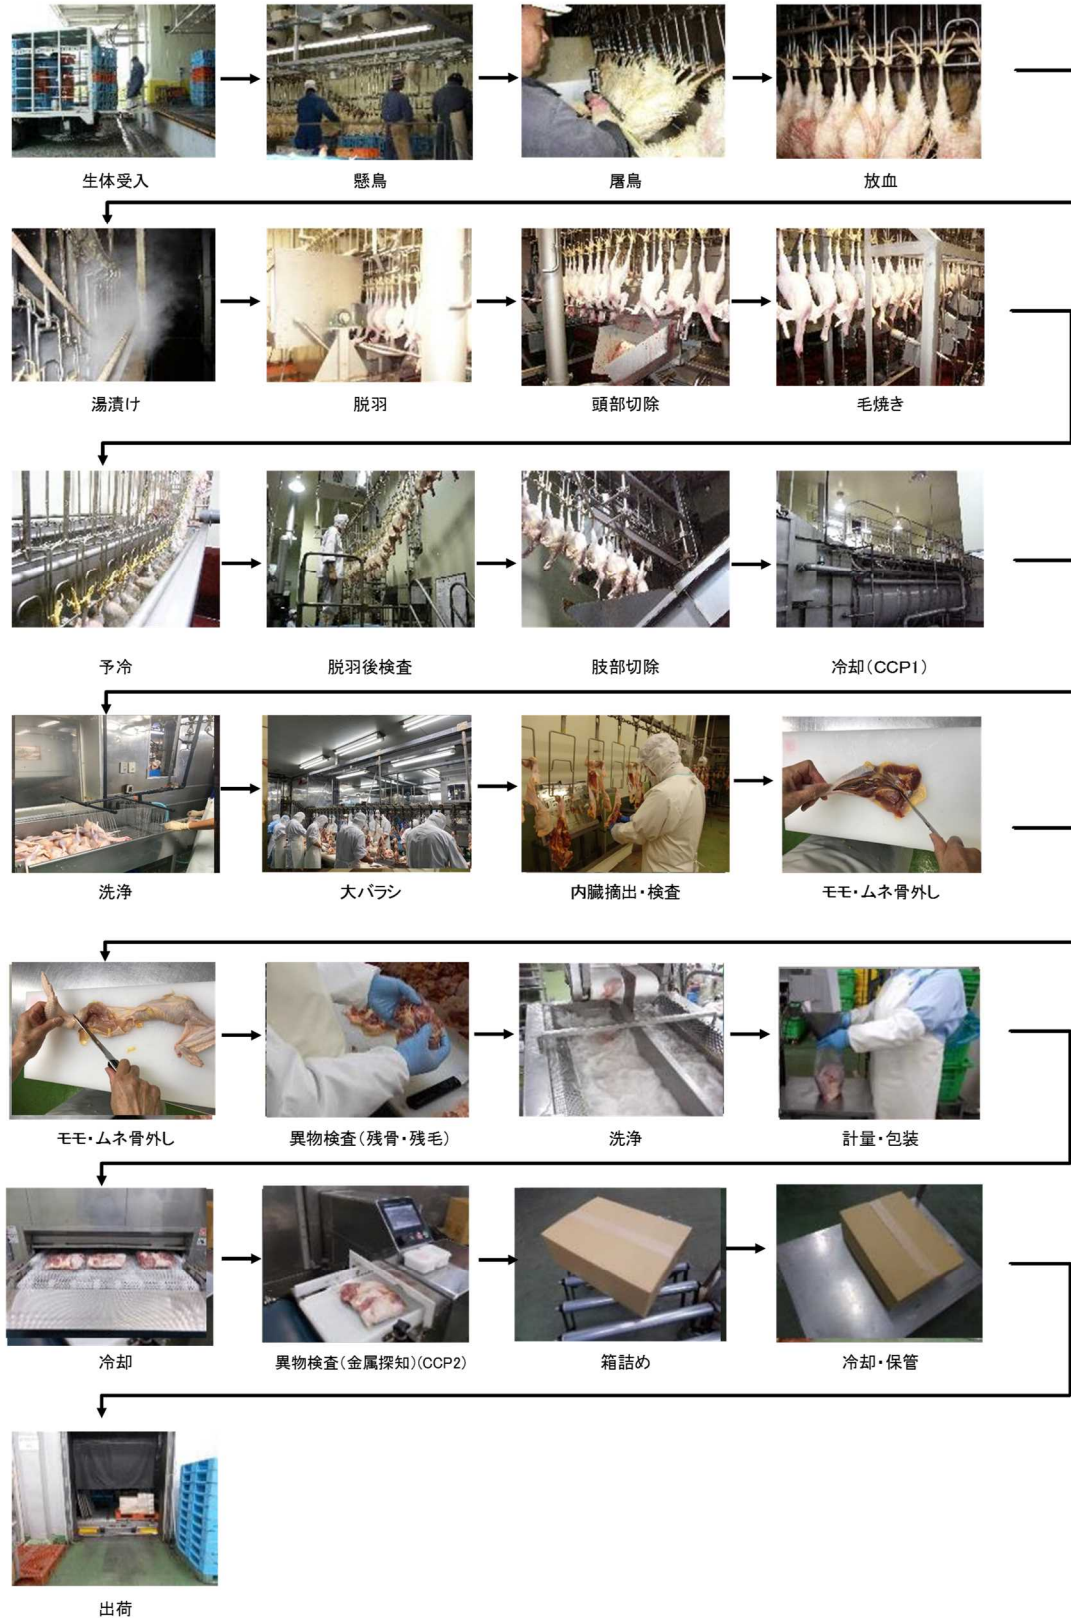 生体受入
懸鳥
屠鳥
放血
湯漬け
脱羽
頭部切除
毛焼き
予冷
脱羽後検査
肢部切除
冷却(CCP1)
洗浄
大バラシ
内臓摘出・検査
モモ・ムネ骨外し
モモ・ムネ骨外し
異物検査(残骨・残毛)
洗浄
計量・包装
冷却
異物検査(金属探知)(CCP2)
箱詰め
冷却・保管
出荷